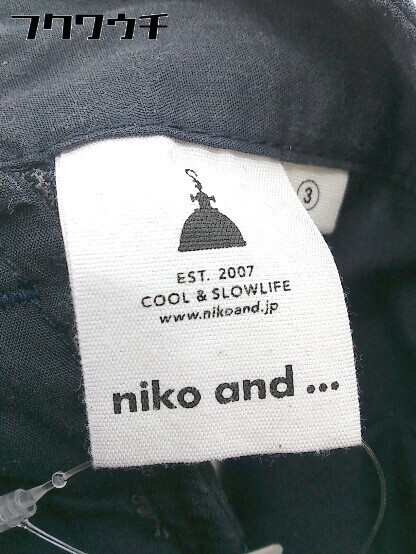 フクワウチ
③
EST. 2007
COOL & SLOWLIFE
www.nikoand.jp
niko and ...